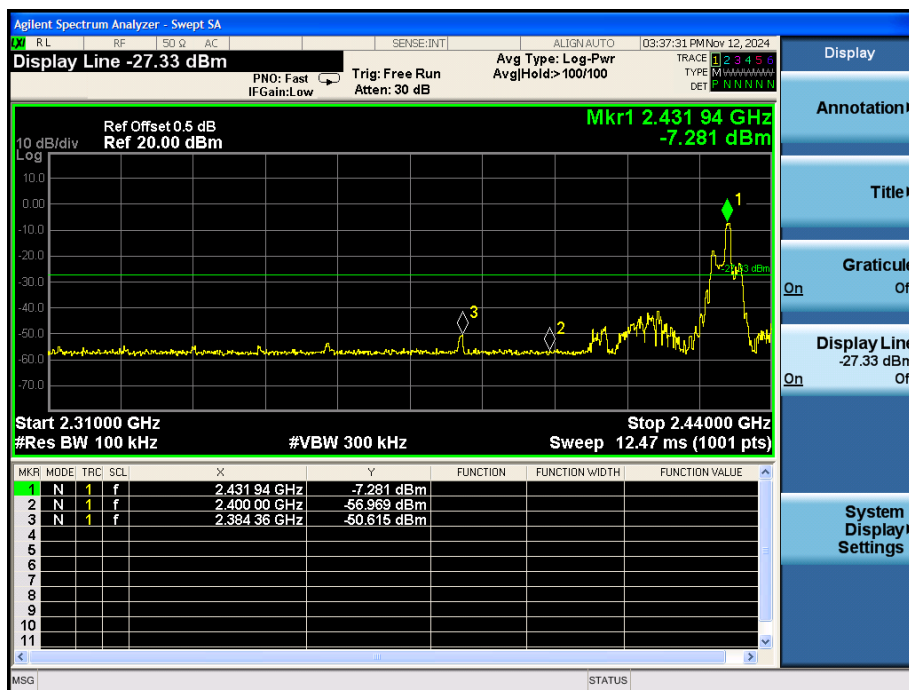 Agilent Spectrum Analyzer - Swept SA
LXI RL RF 50 Ω AC SENSE:INT ALIGN AUTO 03:37:31 PM Nov 12, 2024
Display Line -27.33 dBm
PNO: Fast
IFGain:Low
Trig: Free Run
Atten: 30 dB
Avg Type: Log-Pwr
Avg|Hold:>100/100
TRACE 1 2 3 4 5 6
TYPE M
DET P N N N N N
Display
Annotation
Title
Graticule
On Of
Display Line
-27.33 dBm
On Of
System
Display
Settings
Mkr1 2.431 94 GHz
-7.281 dBm
Ref Offset 0.5 dB
10 dB/div Ref 20.00 dBm
Log
10.0
0.00
-10.0
-20.0
-30.0
-40.0
-50.0
-60.0
-70.0
1
-27.33 dBm
3
2
Start 2.31000 GHz Stop 2.44000 GHz
#Res BW 100 kHz #VBW 300 kHz Sweep 12.47 ms (1001 pts)
MKR MODE TRC SCL X Y FUNCTION FUNCTION WIDTH FUNCTION VALUE
1 N 1 f 2.431 94 GHz -7.281 dBm
2 N 1 f 2.400 00 GHz -56.969 dBm
3 N 1 f 2.384 36 GHz -50.615 dBm
4
5
6
7
8
9
10
11
MSG STATUS